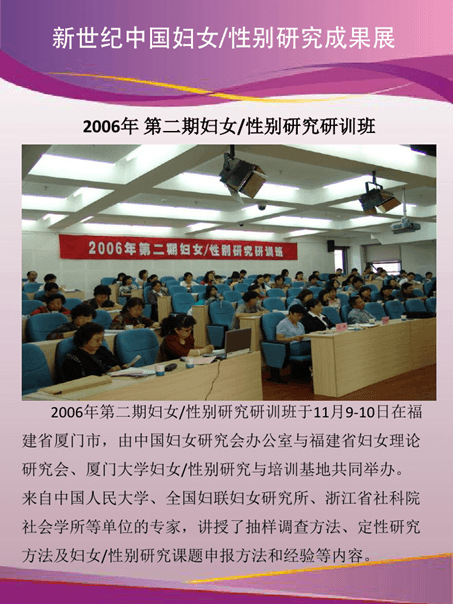 新世纪中国妇女/性别研究成果展
2006年 第二期妇女/性别研究研训班
2006年第二期妇女/性别研究研训班
2006年第二期妇女/性别研究研训班于11月9-10日在福
建省厦门市，由中国妇女研究会办公室与福建省妇女理论
研究会、厦门大学妇女/性别研究与培训基地共同举办。
来自中国人民大学、全国妇联妇女研究所、浙江省社科院
社会学所等单位的专家，讲授了抽样调查方法、定性研究
方法及妇女/性别研究课题申报方法和经验等内容。